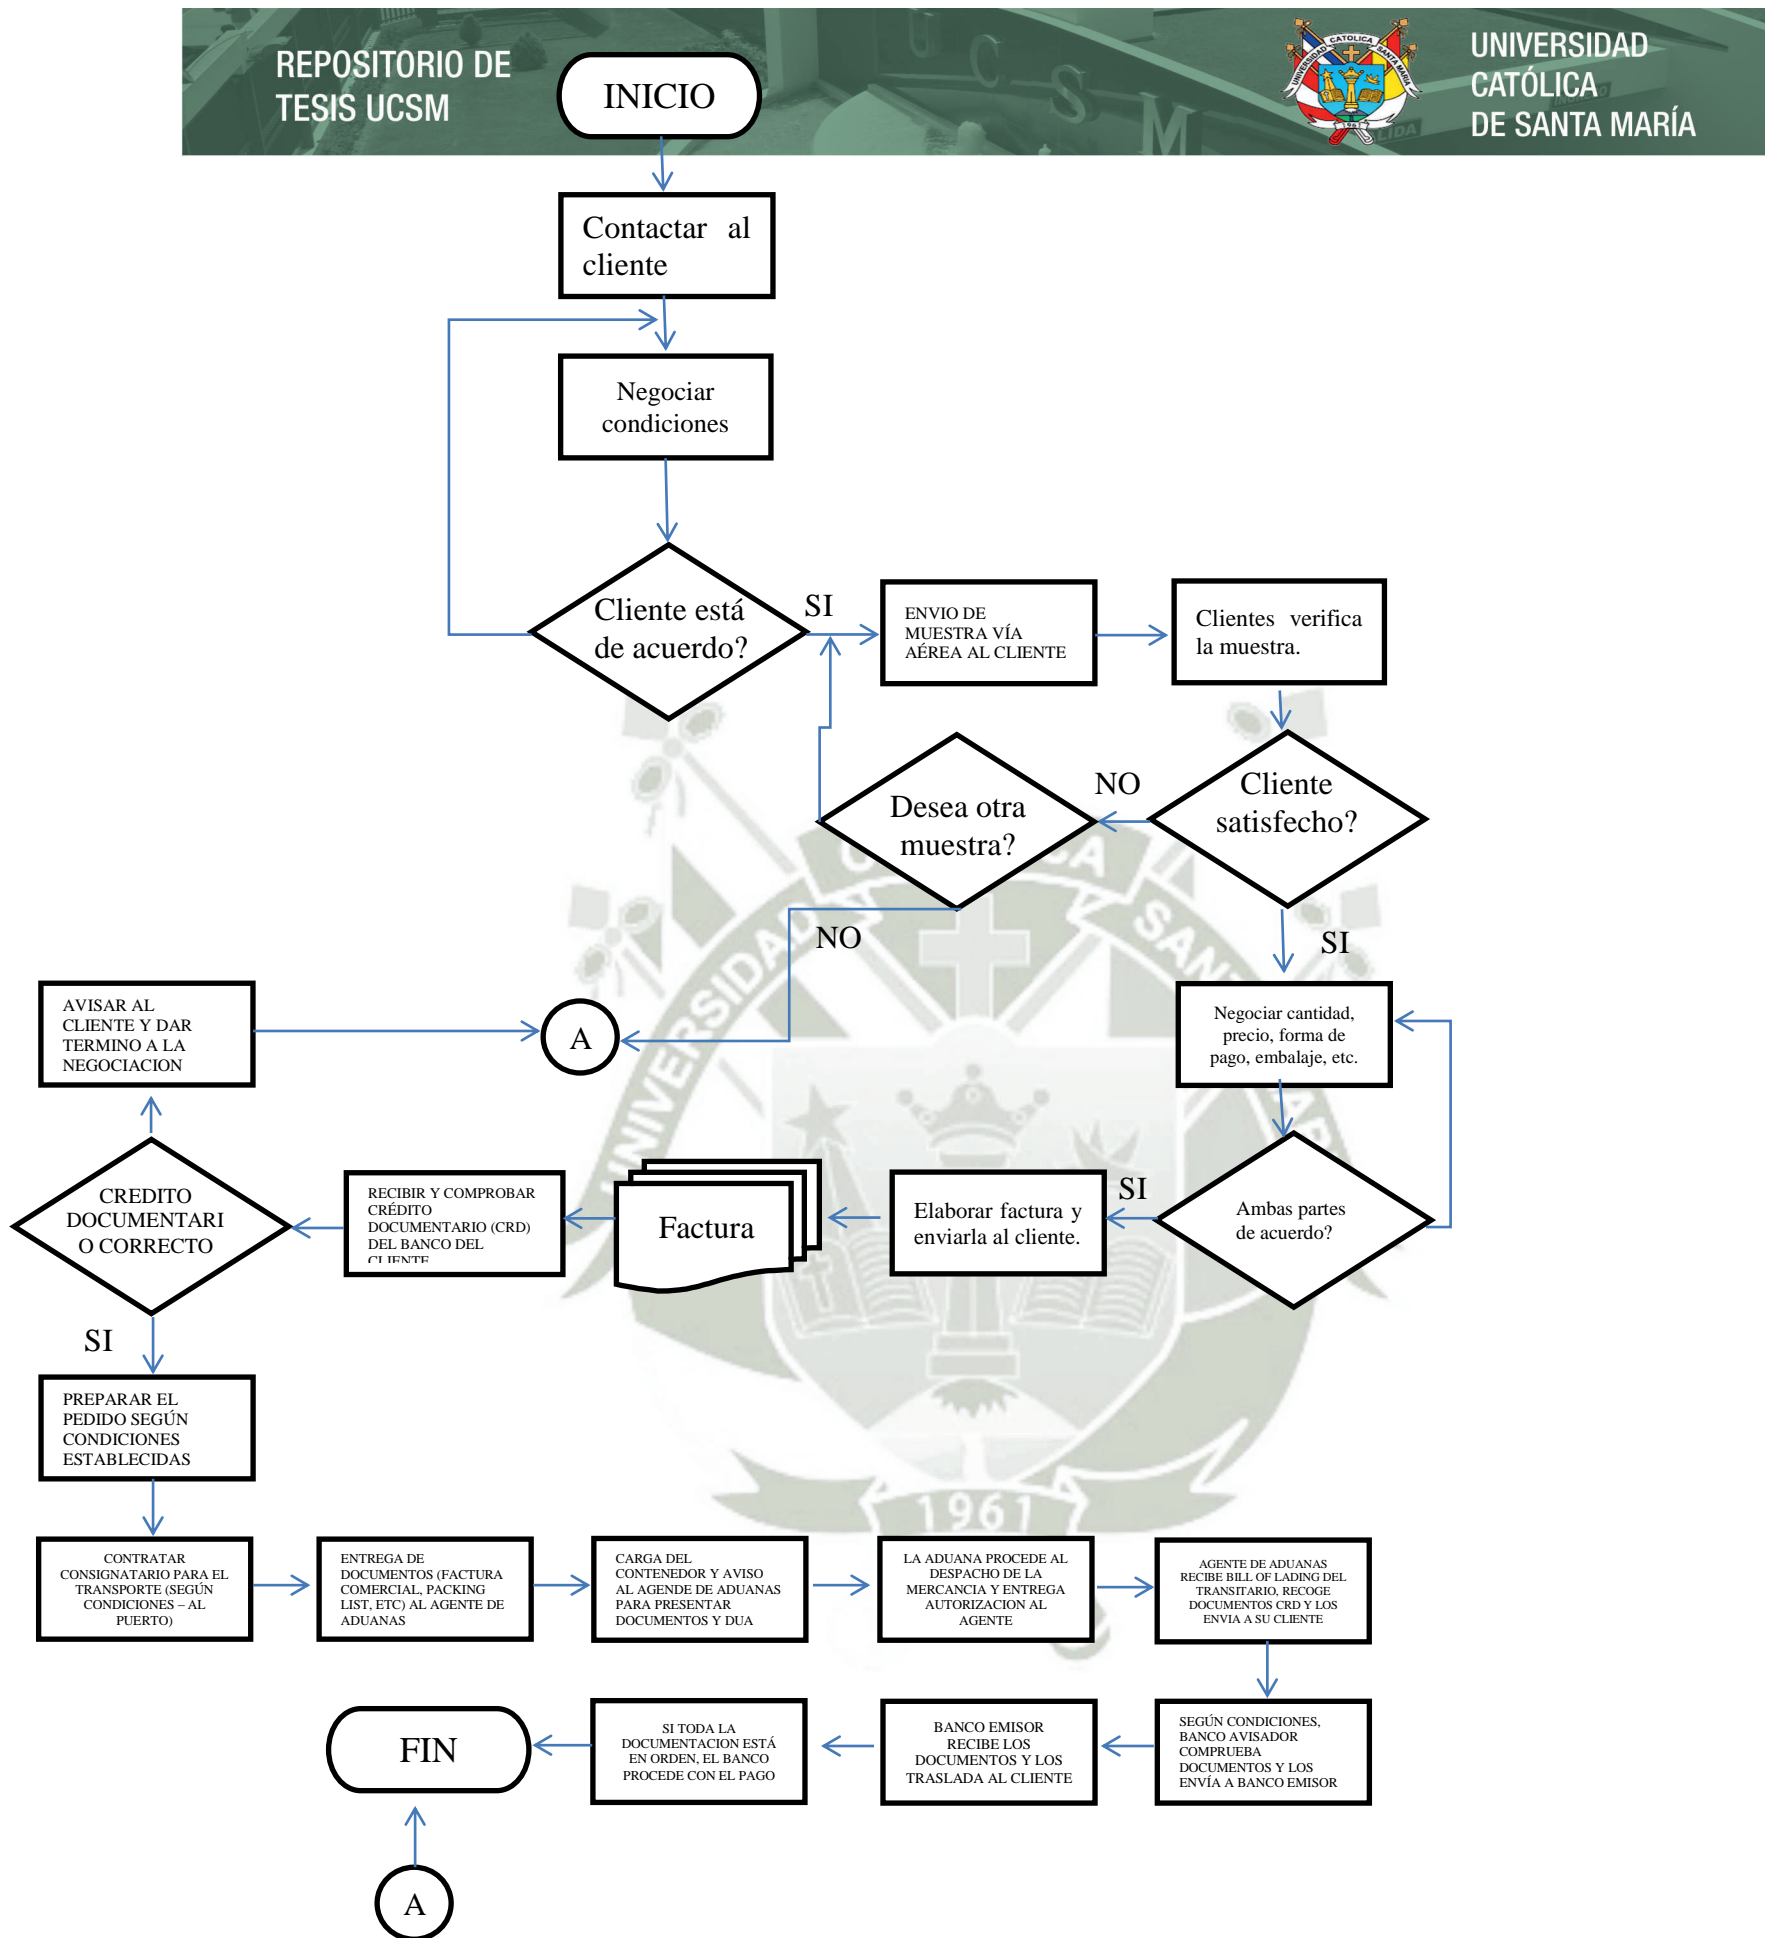 REPOSITORIO DE
TESIS UCSM
UNIVERSIDAD
CATÓLICA
DE SANTA MARÍA
INICIO
Contactar al
cliente
Negociar
condiciones
Cliente está
de acuerdo?
SI
ENVIO DE
MUESTRA VÍA
AÉREA AL CLIENTE
Clientes verifica
la muestra.
Cliente
satisfecho?
NO
Desea otra
muestra?
NO
SI
AVISAR AL
CLIENTE Y DAR
TERMINO A LA
NEGOCIACION
A
Negociar cantidad,
precio, forma de
pago, embalaje, etc.
Ambas partes
de acuerdo?
SI
Elaborar factura y
enviarla al cliente.
Factura
RECIBIR Y COMPROBAR
CRÉDITO
DOCUMENTARIO (CRD)
DEL BANCO DEL
CLIENTE
CREDITO
DOCUMENTARI
O CORRECTO
SI
PREPARAR EL
PEDIDO SEGÚN
CONDICIONES
ESTABLECIDAS
CONTRATAR
CONSIGNATARIO PARA EL
TRANSPORTE (SEGÚN
CONDICIONES – AL
PUERTO)
ENTREGA DE
DOCUMENTOS (FACTURA
COMERCIAL, PACKING
LIST, ETC) AL AGENTE DE
ADUANAS
CARGA DEL
CONTENEDOR Y AVISO
AL AGENDE DE ADUANAS
PARA PRESENTAR
DOCUMENTOS Y DUA
LA ADUANA PROCEDE AL
DESPACHO DE LA
MERCANCIA Y ENTREGA
AUTORIZACION AL
AGENTE
AGENTE DE ADUANAS
RECIBE BILL OF LADING DEL
TRANSITARIO, RECOGE
DOCUMENTOS CRD Y LOS
ENVIA A SU CLIENTE
SEGÚN CONDICIONES,
BANCO AVISADOR
COMPRUEBA
DOCUMENTOS Y LOS
ENVÍA A BANCO EMISOR
BANCO EMISOR
RECIBE LOS
DOCUMENTOS Y LOS
TRASLADA AL CLIENTE
SI TODA LA
DOCUMENTACION ESTÁ
EN ORDEN, EL BANCO
PROCEDE CON EL PAGO
FIN
A
1961